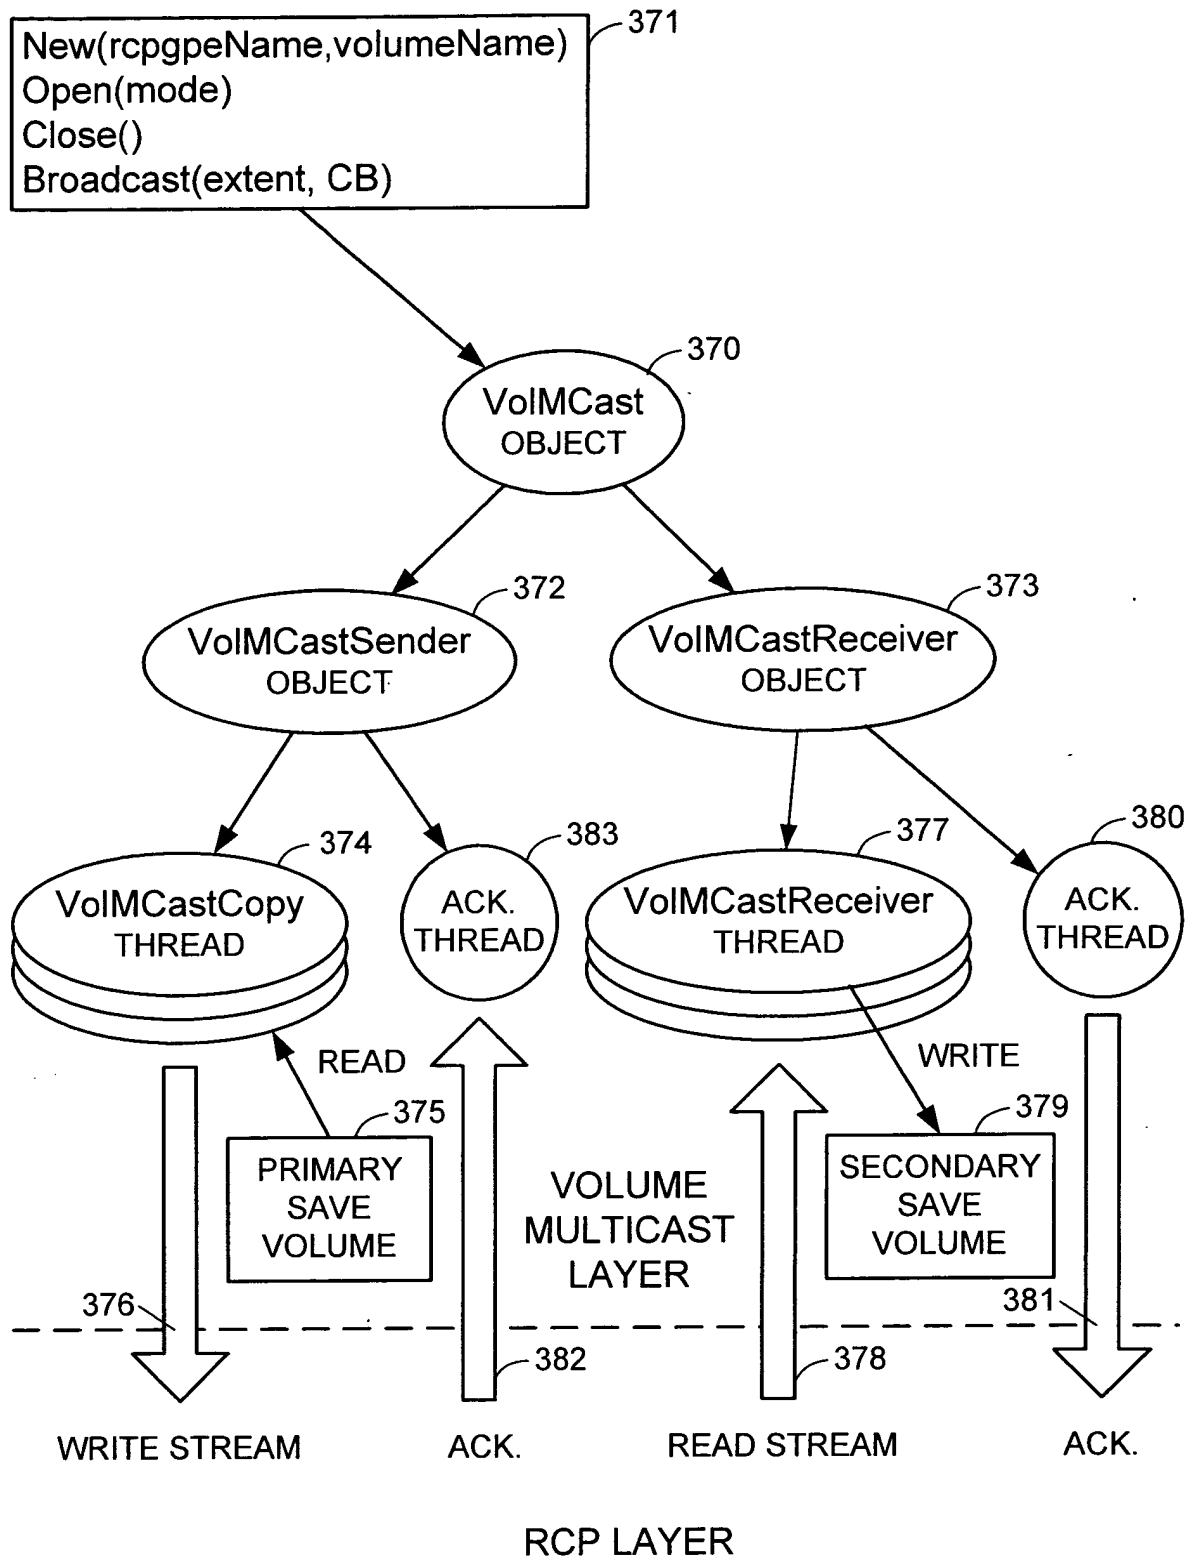 371
New(rcpgpeName,volumeName)
Open(mode)
Close()
Broadcast(extent, CB)
370
VolMCast
OBJECT
372
VolMCastSender
OBJECT
373
VolMCastReceiver
OBJECT
374
VolMCastCopy
THREAD
383
ACK.
THREAD
377
VolMCastReceiver
THREAD
380
ACK.
THREAD
READ
375
PRIMARY
SAVE
VOLUME
VOLUME
MULTICAST
LAYER
WRITE
379
SECONDARY
SAVE
VOLUME
376
382
378
381
WRITE STREAM
ACK.
READ STREAM
ACK.
RCP LAYER